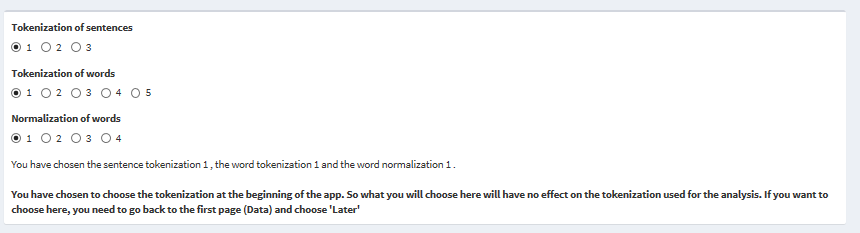 Tokenization of sentences
1 2 3
Tokenization of words
1 2 3 4 5
Normalization of words
1 2 3 4
You have chosen the sentence tokenization 1 , the word tokenization 1 and the word normalization 1 .
You have chosen to choose the tokenization at the beginning of the app. So what you will choose here will have no effect on the tokenization used for the analysis. If you want to
choose here, you need to go back to the first page (Data) and choose 'Later'